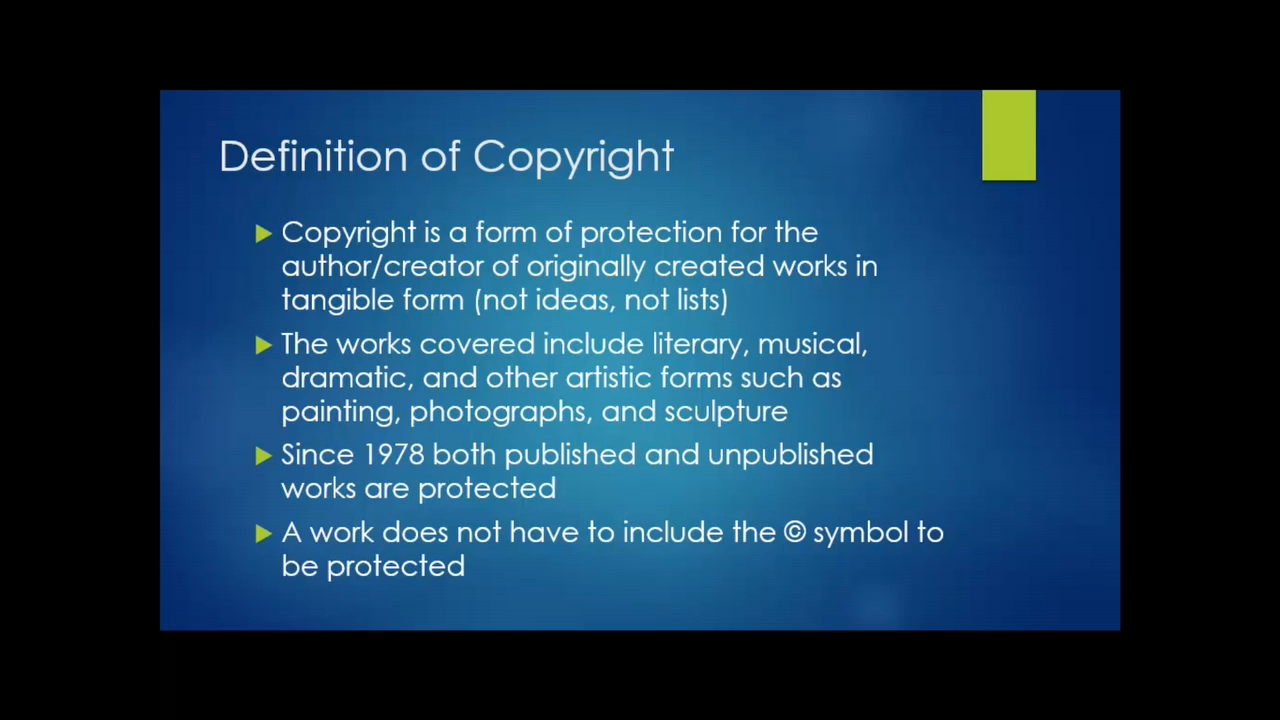 Definition of Copyright
Copyright is a form of protection for the
author/creator of originally created works in
tangible form (not ideas, not lists)
The works covered include literary, musical,
dramatic, and other artistic forms such as
painting, photographs, and sculpture
Since 1978 both published and unpublished
works are protected
A work does not have to include the © symbol to
be protected